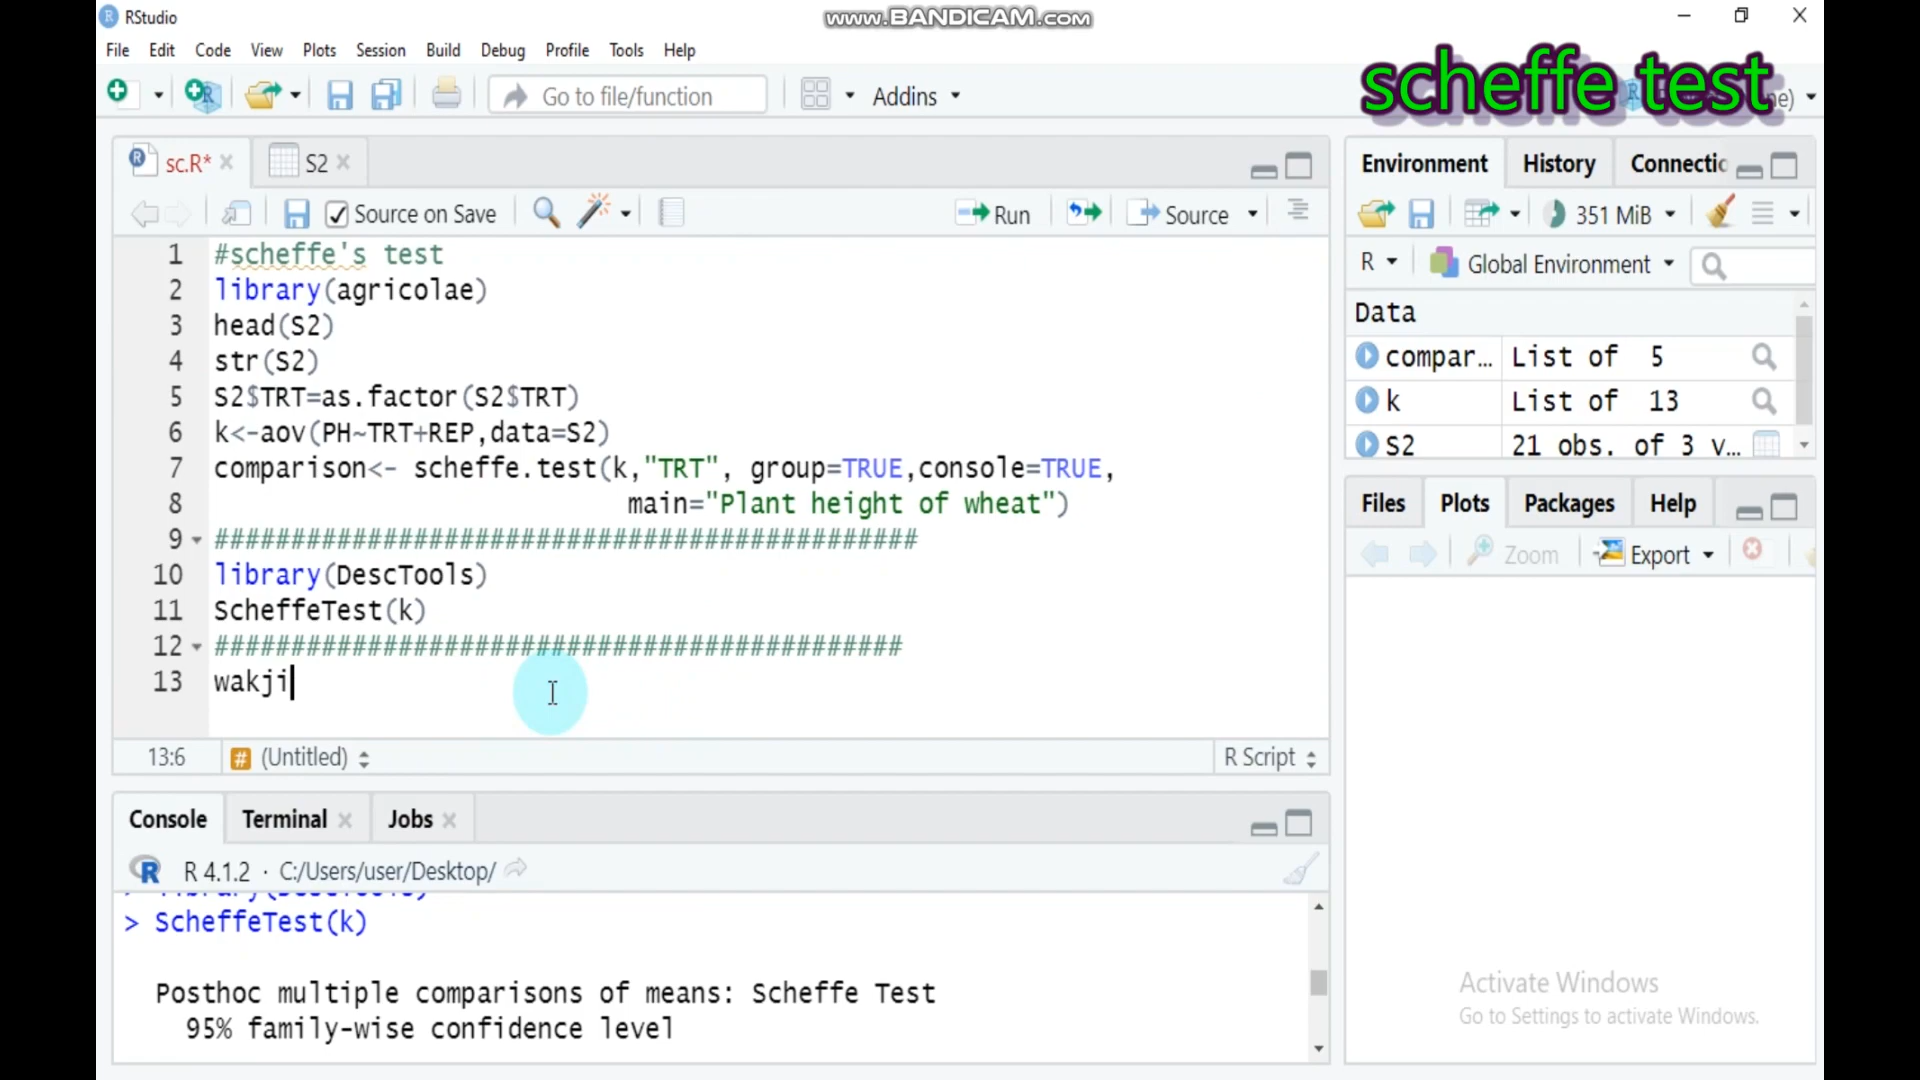 RStudio
www.BANDICAM.com
File Edit Code View Plots Session Build Debug Profile Tools Help
scheffe test
Go to file/function
Addins
ne)
sc.R*
S2
Source on Save
Run
Source
1 #scheffe's test
2 library(agricolae)
3 head(S2)
4 str(S2)
5 S2$TRT=as.factor(S2$TRT)
6 k<-aov(PH~TRT+REP,data=S2)
7 comparison<- scheffe.test(k,"TRT", group=TRUE,console=TRUE,
8 main="Plant height of wheat")
9 ##############################################
10 library(DescTools)
11 ScheffeTest(k)
12 #############################################
13 wakji
13:6 # (Untitled) R Script
Console Terminal Jobs
R 4.1.2 · C:/Users/user/Desktop/
> library(DescTools)
> ScheffeTest(k)
Posthoc multiple comparisons of means: Scheffe Test
95% family-wise confidence level
Environment History Connectic
351 MiB
R Global Environment
Data
compar… List of 5
k List of 13
S2 21 obs. of 3 v…
Files Plots Packages Help
Zoom Export
Activate Windows
Go to Settings to activate Windows.